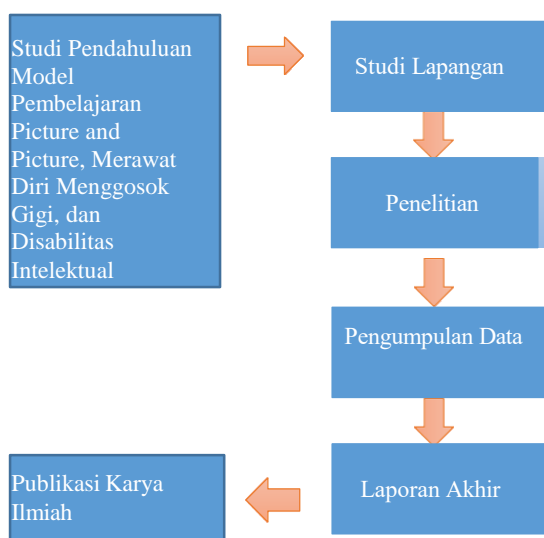 Studi Pendahuluan
Model
Pembelajaran
Picture and
Picture, Merawat
Diri Menggosok
Gigi, dan
Disabilitas
Intelektual
Studi Lapangan
Penelitian
Pengumpulan Data
Laporan Akhir
Publikasi Karya
Ilmiah